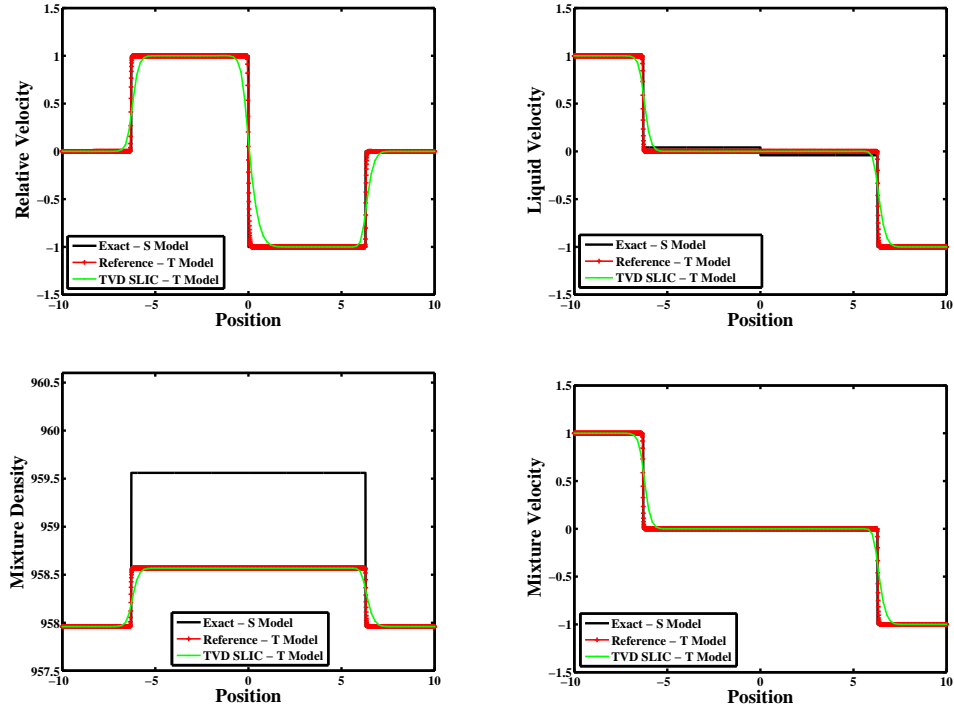 1.5
1
0.5
0
−0.5
−1
−1.5
Relative Velocity
Exact − S Model
Reference − T Model
TVD SLIC − T Model
−10
−5
0
5
10
Position
1.5
1
0.5
0
−0.5
−1
−1.5
Liquid Velocity
Exact − S Model
Reference − T Model
TVD SLIC − T Model
−10
−5
0
5
10
Position
960.5
960
959.5
959
958.5
958
957.5
Mixture Density
Exact − S Model
Reference − T Model
TVD SLIC − T Model
−10
−5
0
5
10
Position
1.5
1
0.5
0
−0.5
−1
−1.5
Mixture Velocity
Exact − S Model
Reference − T Model
TVD SLIC − T Model
−10
−5
0
5
10
Position